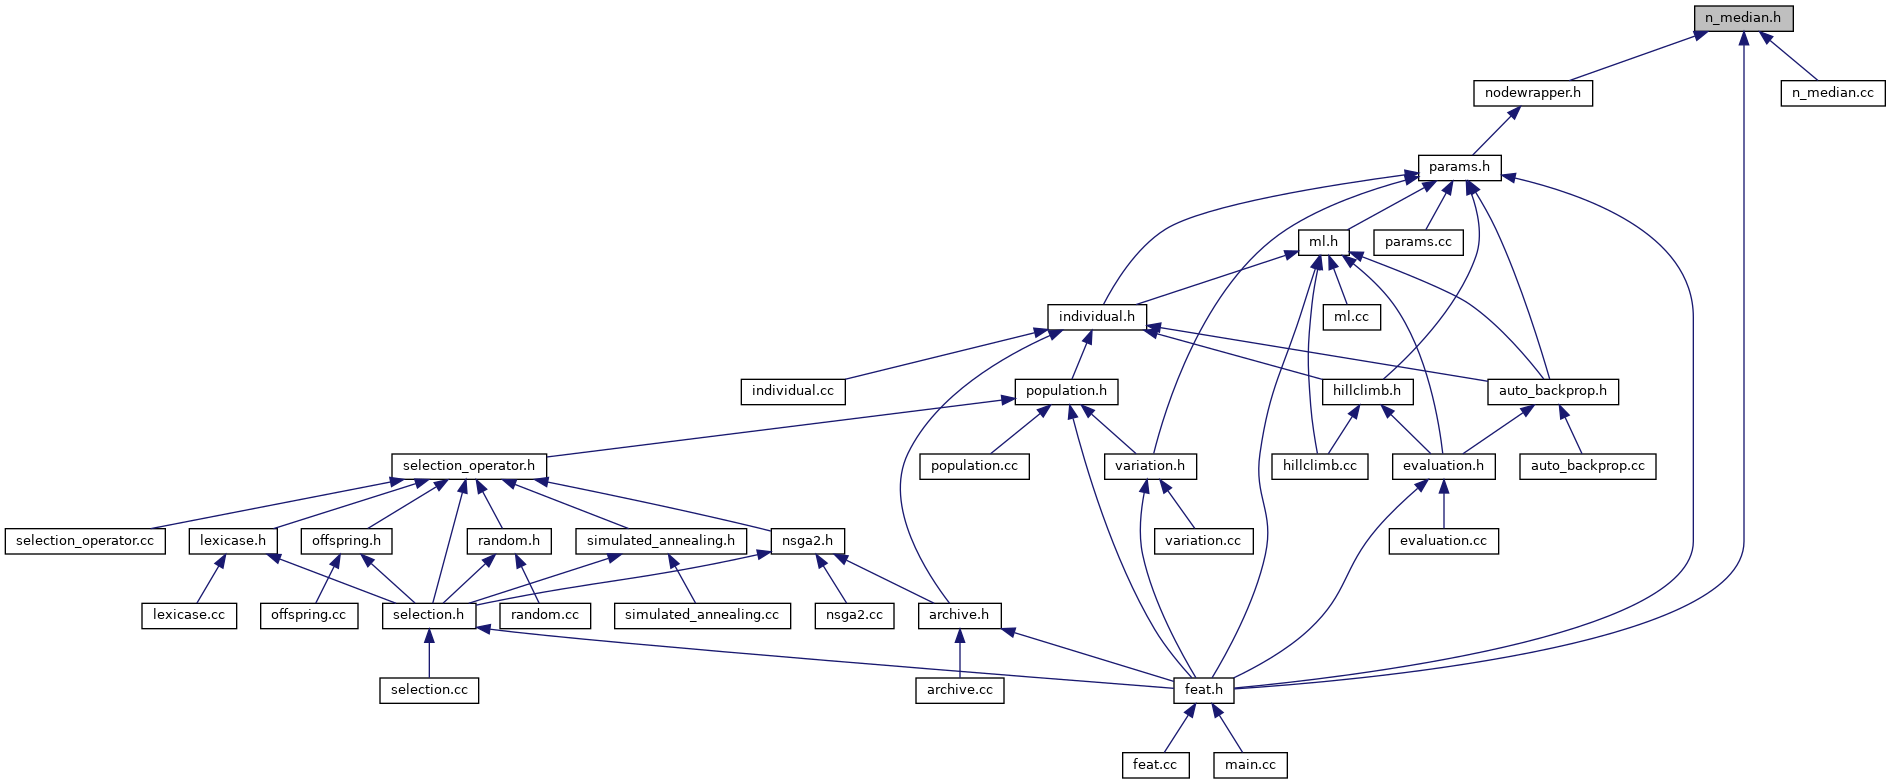 n_median.h
nodewrapper.h
n_median.cc
params.h
ml.h
params.cc
individual.h
ml.cc
individual.cc
population.h
hillclimb.h
auto_backprop.h
selection_operator.h
population.cc
variation.h
hillclimb.cc
evaluation.h
auto_backprop.cc
selection_operator.cc
lexicase.h
offspring.h
random.h
simulated_annealing.h
nsga2.h
variation.cc
evaluation.cc
lexicase.cc
offspring.cc
selection.h
random.cc
simulated_annealing.cc
nsga2.cc
archive.h
selection.cc
archive.cc
feat.h
feat.cc
main.cc